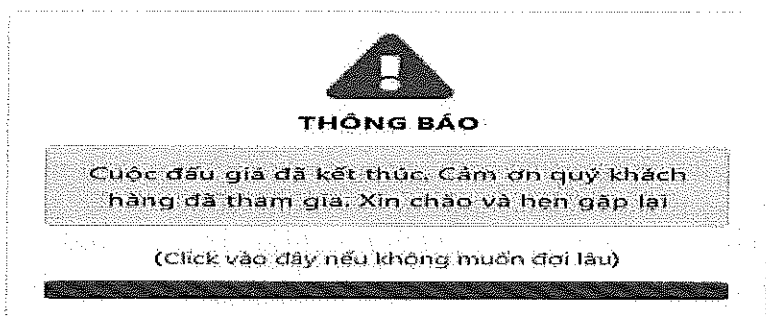 THÔNG BÁO
Cuộc đấu giá đã kết thúc. Cảm ơn quý khách
hàng đã tham gia. Xin chào và hẹn gặp lại
(Click vào đây nếu không muốn đợi lâu)